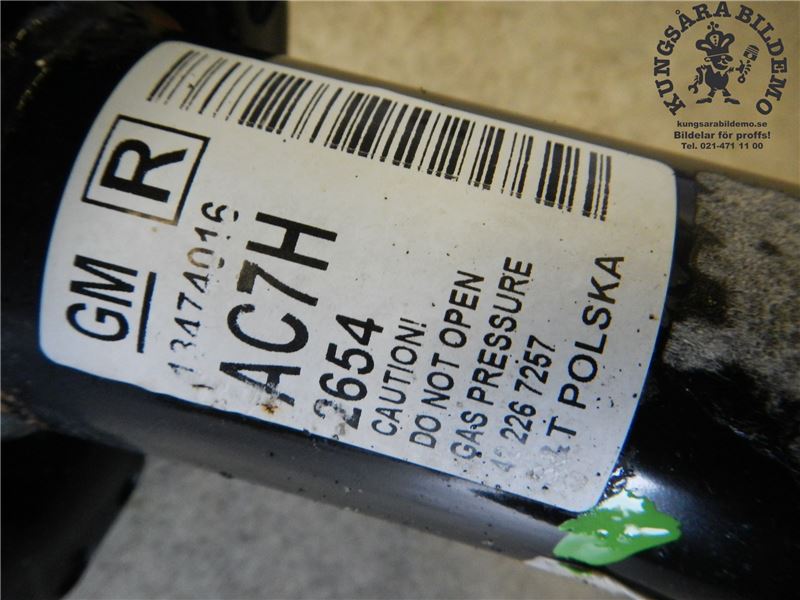 GM R
13474016
AC7H
2654
CAUTION!
DO NOT OPEN
GAS PRESSURE
226 7257
POLSKA
KUNGSÅRA BILDEMO
kungsarabildemo.se
Bildelar för proffs!
Tel. 021-471 11 00